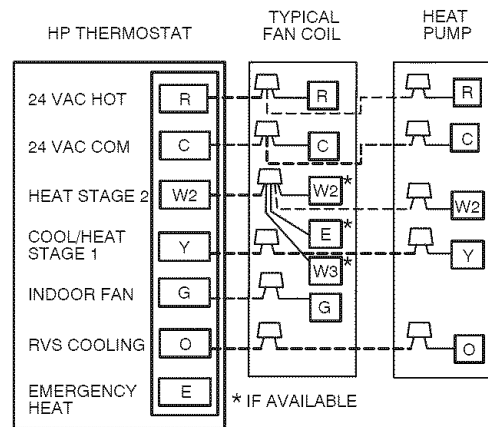 HP THERMOSTAT
TYPICAL
FAN COIL
HEAT
PUMP
24 VAC HOT R R R
24 VAC COM C C C
HEAT STAGE 2 W2 W2 * W2
E *
COOL/HEAT
STAGE 1 Y Y
W3 *
INDOOR FAN G G
RVS COOLING O O
EMERGENCY
HEAT E
* IF AVAILABLE